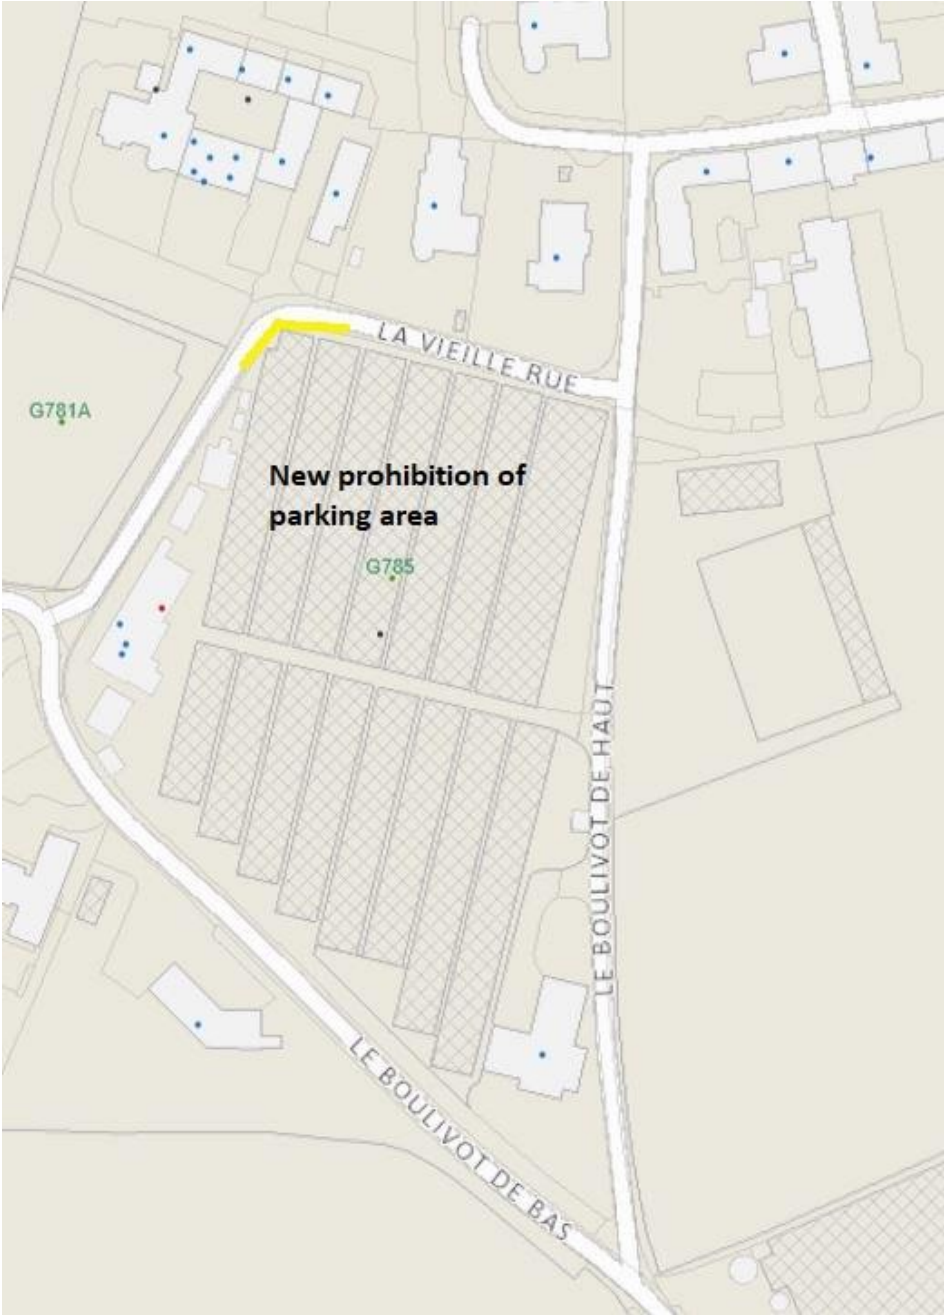 LA VIEILLE RUE
G781A
New prohibition of
parking area
G785
LE BOULIVOT DE HAUT
LE BOULIVOT DE BAS